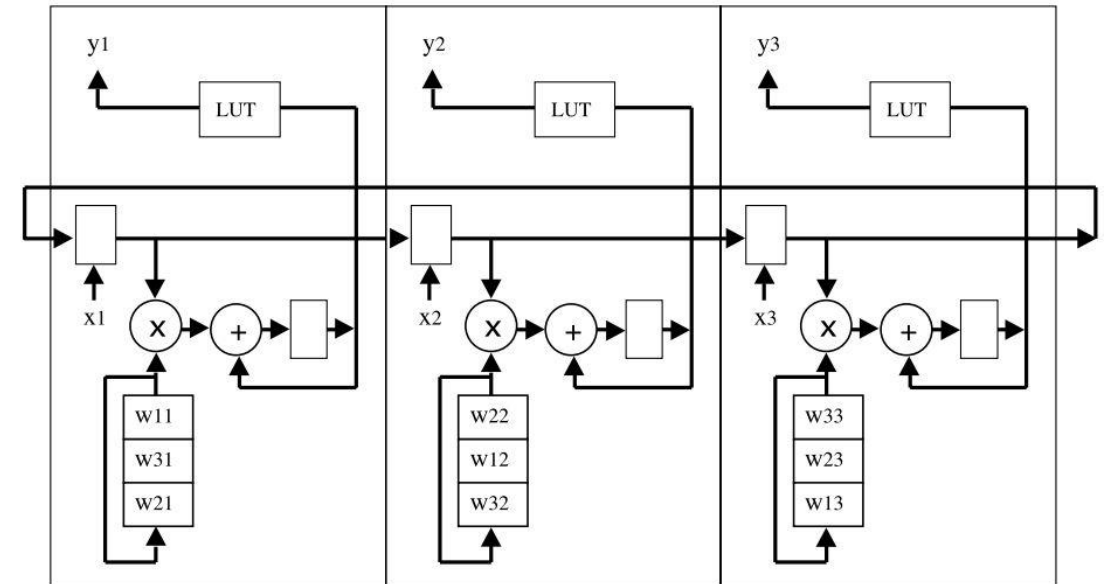 y1 y2 y3
LUT LUT LUT
x1 x2 x3
x + x + x +
w11 w22 w33
w31 w12 w23
w21 w32 w13